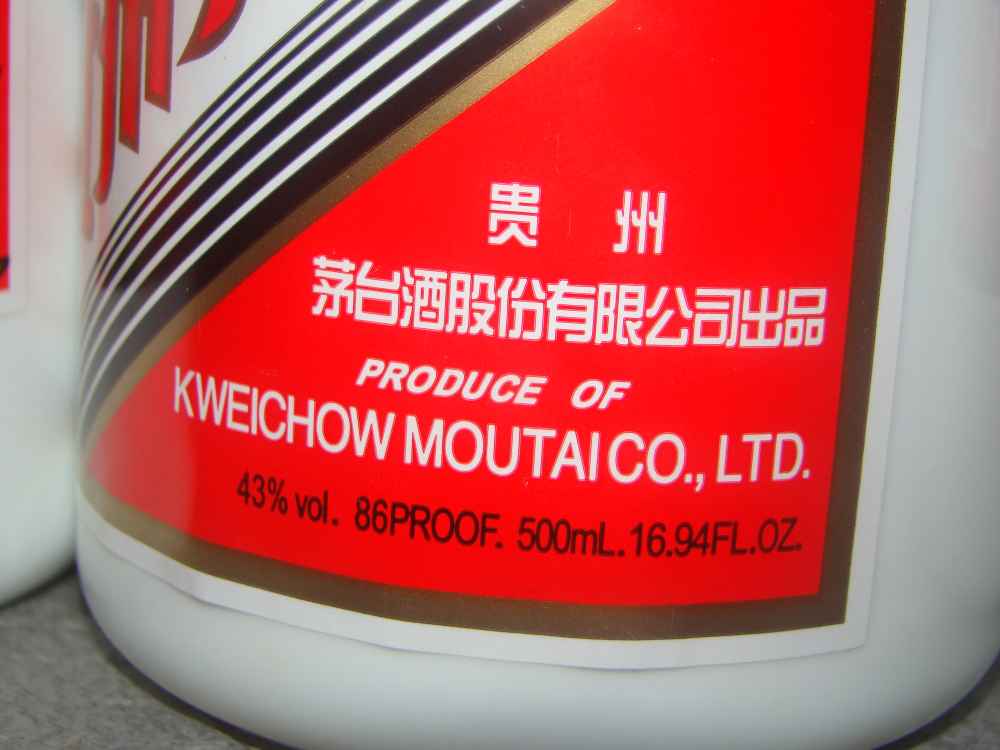 贵州
茅台酒股份有限公司出品
PRODUCE OF
KWEICHOW MOUTAI CO., LTD.
43% vol. 86PROOF. 500mL. 16.94FL.OZ.